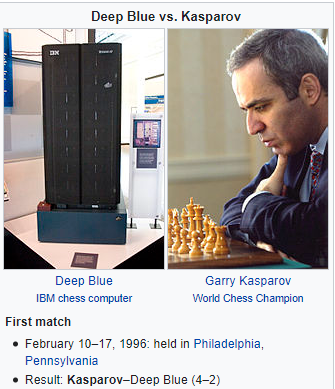 Deep Blue vs. Kasparov
IBM
Deep Blue
IBM chess computer
Garry Kasparov
World Chess Champion
First match
• February 10–17, 1996: held in Philadelphia,
Pennsylvania
• Result: Kasparov–Deep Blue (4–2)